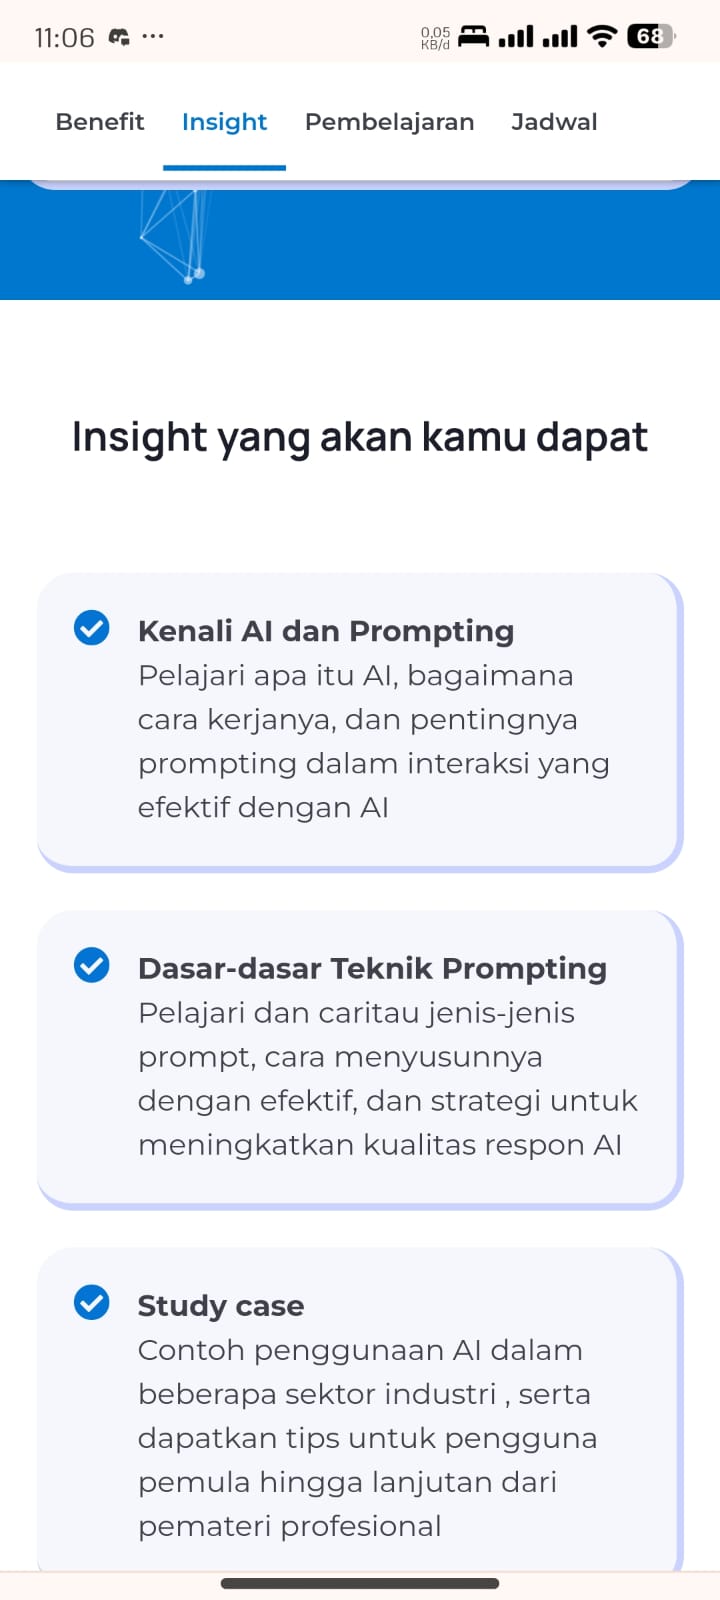 11:06
0,05
KB/d
68
Benefit Insight Pembelajaran Jadwal
Insight yang akan kamu dapat
Kenali AI dan Prompting
Pelajari apa itu AI, bagaimana
cara kerjanya, dan pentingnya
prompting dalam interaksi yang
efektif dengan AI
Dasar-dasar Teknik Prompting
Pelajari dan caritau jenis-jenis
prompt, cara menyusunnya
dengan efektif, dan strategi untuk
meningkatkan kualitas respon AI
Study case
Contoh penggunaan AI dalam
beberapa sektor industri , serta
dapatkan tips untuk pengguna
pemula hingga lanjutan dari
pemateri profesional